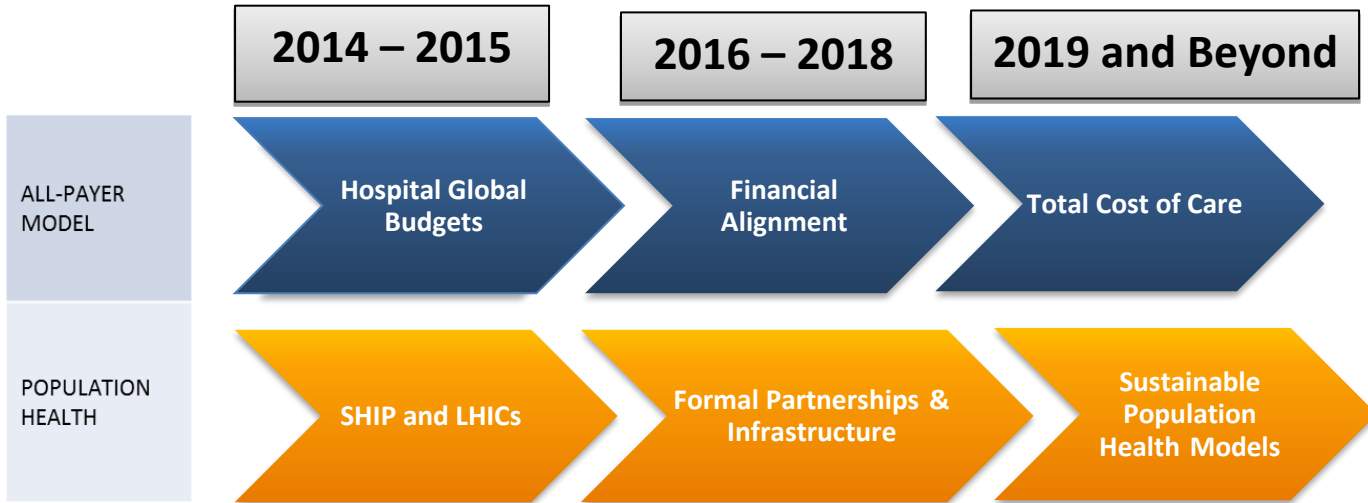 2014 – 2015
2016 – 2018
2019 and Beyond
ALL-PAYER
MODEL
Hospital Global
Budgets
Financial
Alignment
Total Cost of Care
POPULATION
HEALTH
SHIP and LHICs
Formal Partnerships &
Infrastructure
Sustainable
Population
Health Models